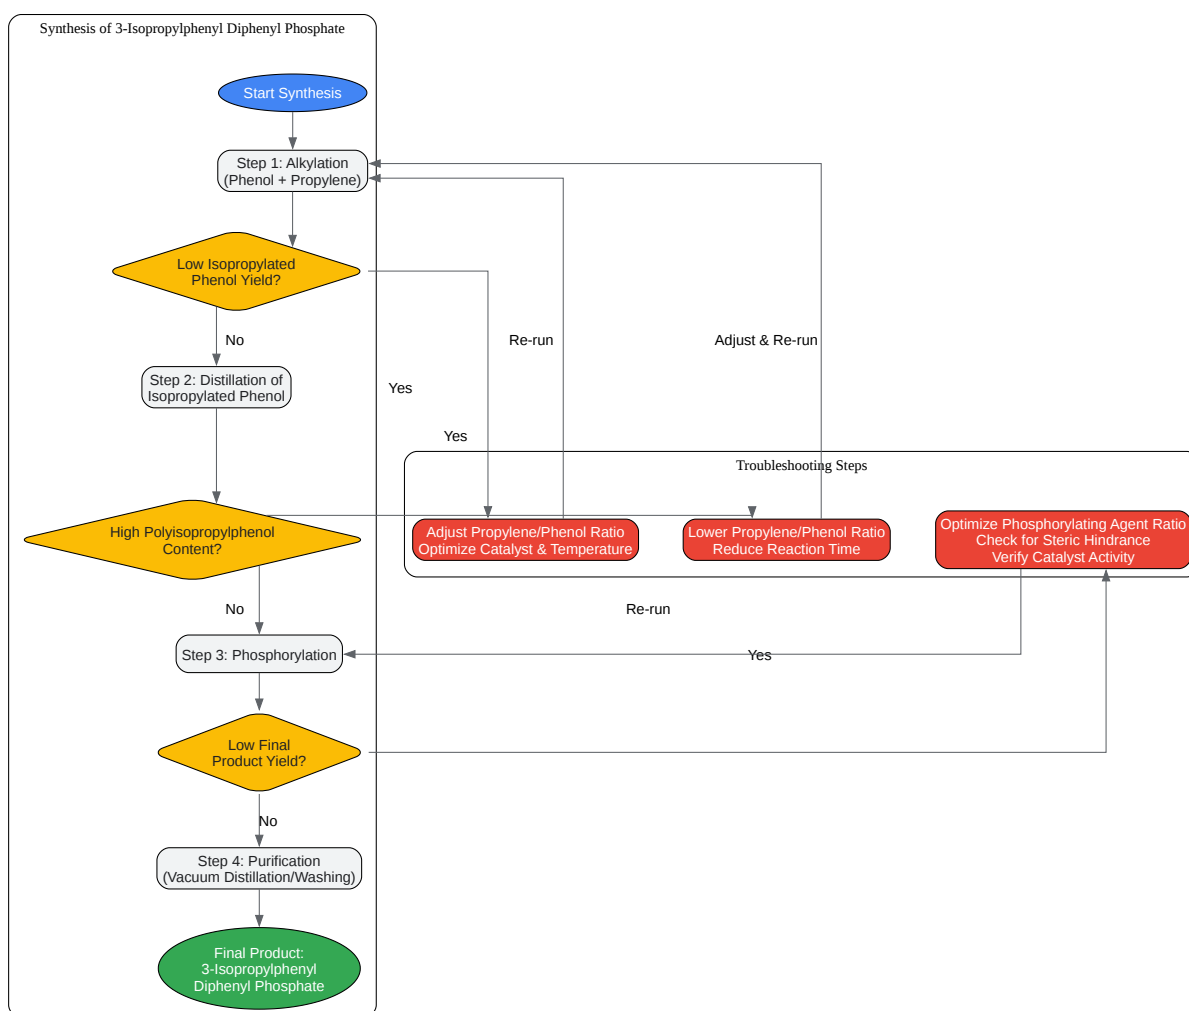 Synthesis of 3-Isopropylphenyl Diphenyl Phosphate
Start Synthesis
Step 1: Alkylation
(Phenol + Propylene)
Low Isopropylated
Phenol Yield?
No
Re-run
Adjust & Re-run
Step 2: Distillation of
Isopropylated Phenol
Yes
Yes
Troubleshooting Steps
High Polyisopropylphenol
Content?
Adjust Propylene/Phenol Ratio
Optimize Catalyst & Temperature
Lower Propylene/Phenol Ratio
Reduce Reaction Time
Optimize Phosphorylating Agent Ratio
Check for Steric Hindrance
Verify Catalyst Activity
No
Re-run
Step 3: Phosphorylation
Yes
Low Final
Product Yield?
No
Step 4: Purification
(Vacuum Distillation/Washing)
Final Product:
3-Isopropylphenyl
Diphenyl Phosphate